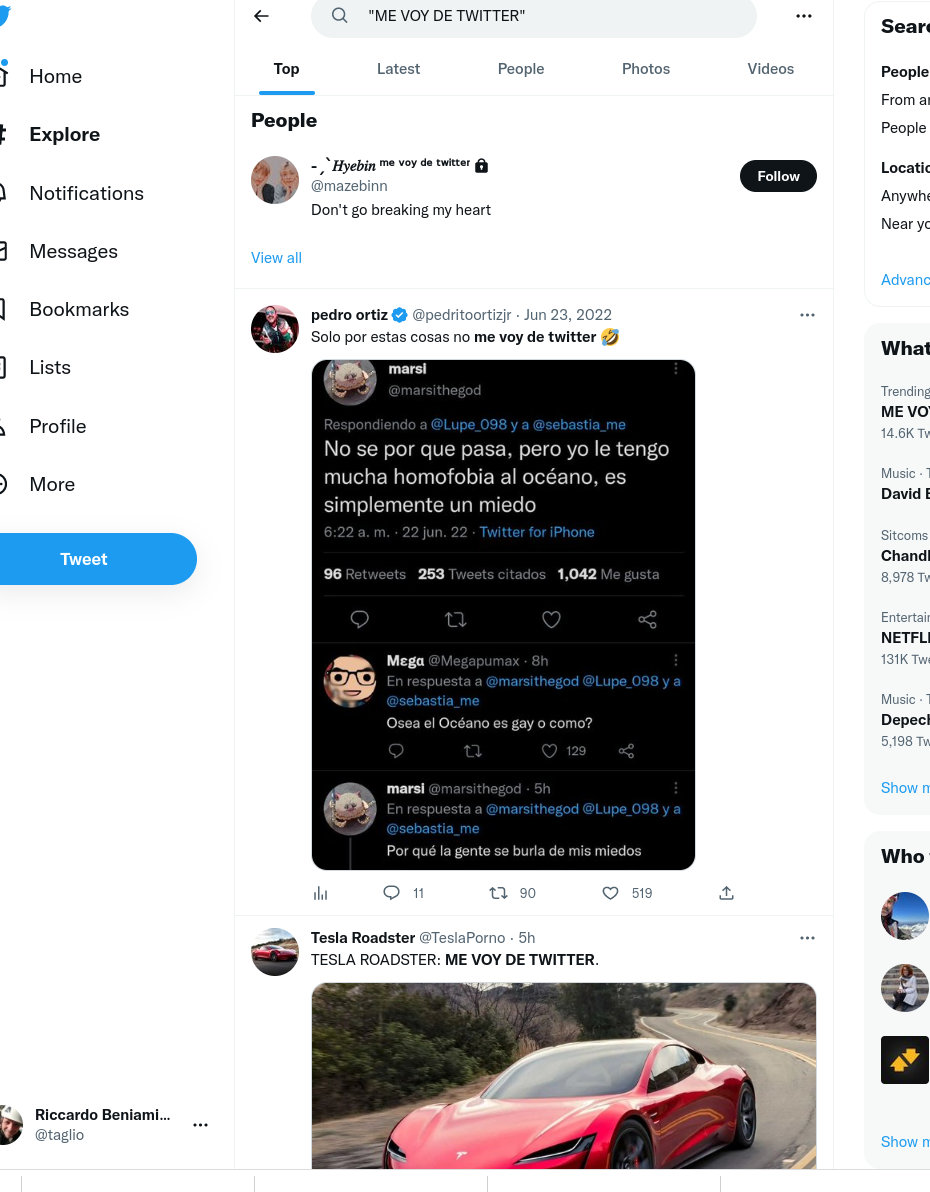 "ME VOY DE TWITTER"
Top
Latest
People
Photos
Videos
Home
Explore
Notifications
Messages
Bookmarks
Lists
Profile
More
Tweet
Riccardo Beniami...
@taglio
People
-ˏˋHyebin ᵐᵉ ᵛᵒʸ ᵈᵉ ᵗʷⁱᵗᵗᵉʳ
@mazebinn
Don't go breaking my heart
Follow
View all
pedro ortiz @pedritoortizjr · Jun 23, 2022
Solo por estas cosas no me voy de twitter 🤣
marsi
@marsithegod
Respondiendo a @Lupe_098 y a @sebastia_me
No se por que pasa, pero yo le tengo
mucha homofobia al océano, es
simplemente un miedo
6:22 a. m. · 22 jun. 22 · Twitter for iPhone
96 Retweets 253 Tweets citados 1,042 Me gusta
Mεgα @Megapumax · 8h
En respuesta a @marsithegod @Lupe_098 y a
@sebastia_me
Osea el Océano es gay o como?
129
marsi @marsithegod · 5h
En respuesta a @marsithegod @Lupe_098 y a
@sebastia_me
Por qué la gente se burla de mis miedos
11 90 519
Tesla Roadster @TeslaPorno · 5h
TESLA ROADSTER: ME VOY DE TWITTER.
Sear
People
From a
People
Locatio
Anywhe
Near yo
Advanc
What
Trending
ME VO
14.6K Tw
Music · T
David B
Sitcoms
Chandl
8,978 Tw
Entertai
NETFLI
131K Twe
Music · T
Depech
5,198 Tw
Show m
Who
Show m